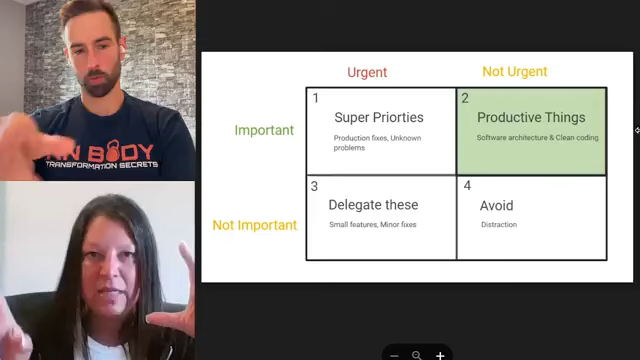 N BODY
TRANSFORMATION SECRETS
Urgent
Not Urgent
Important
Not Important
1
Super Priorties
Production fixes, Unknown
problems
2
Productive Things
Software architecture & Clean coding
3
Delegate these
Small features, Minor fixes
4
Avoid
Distraction